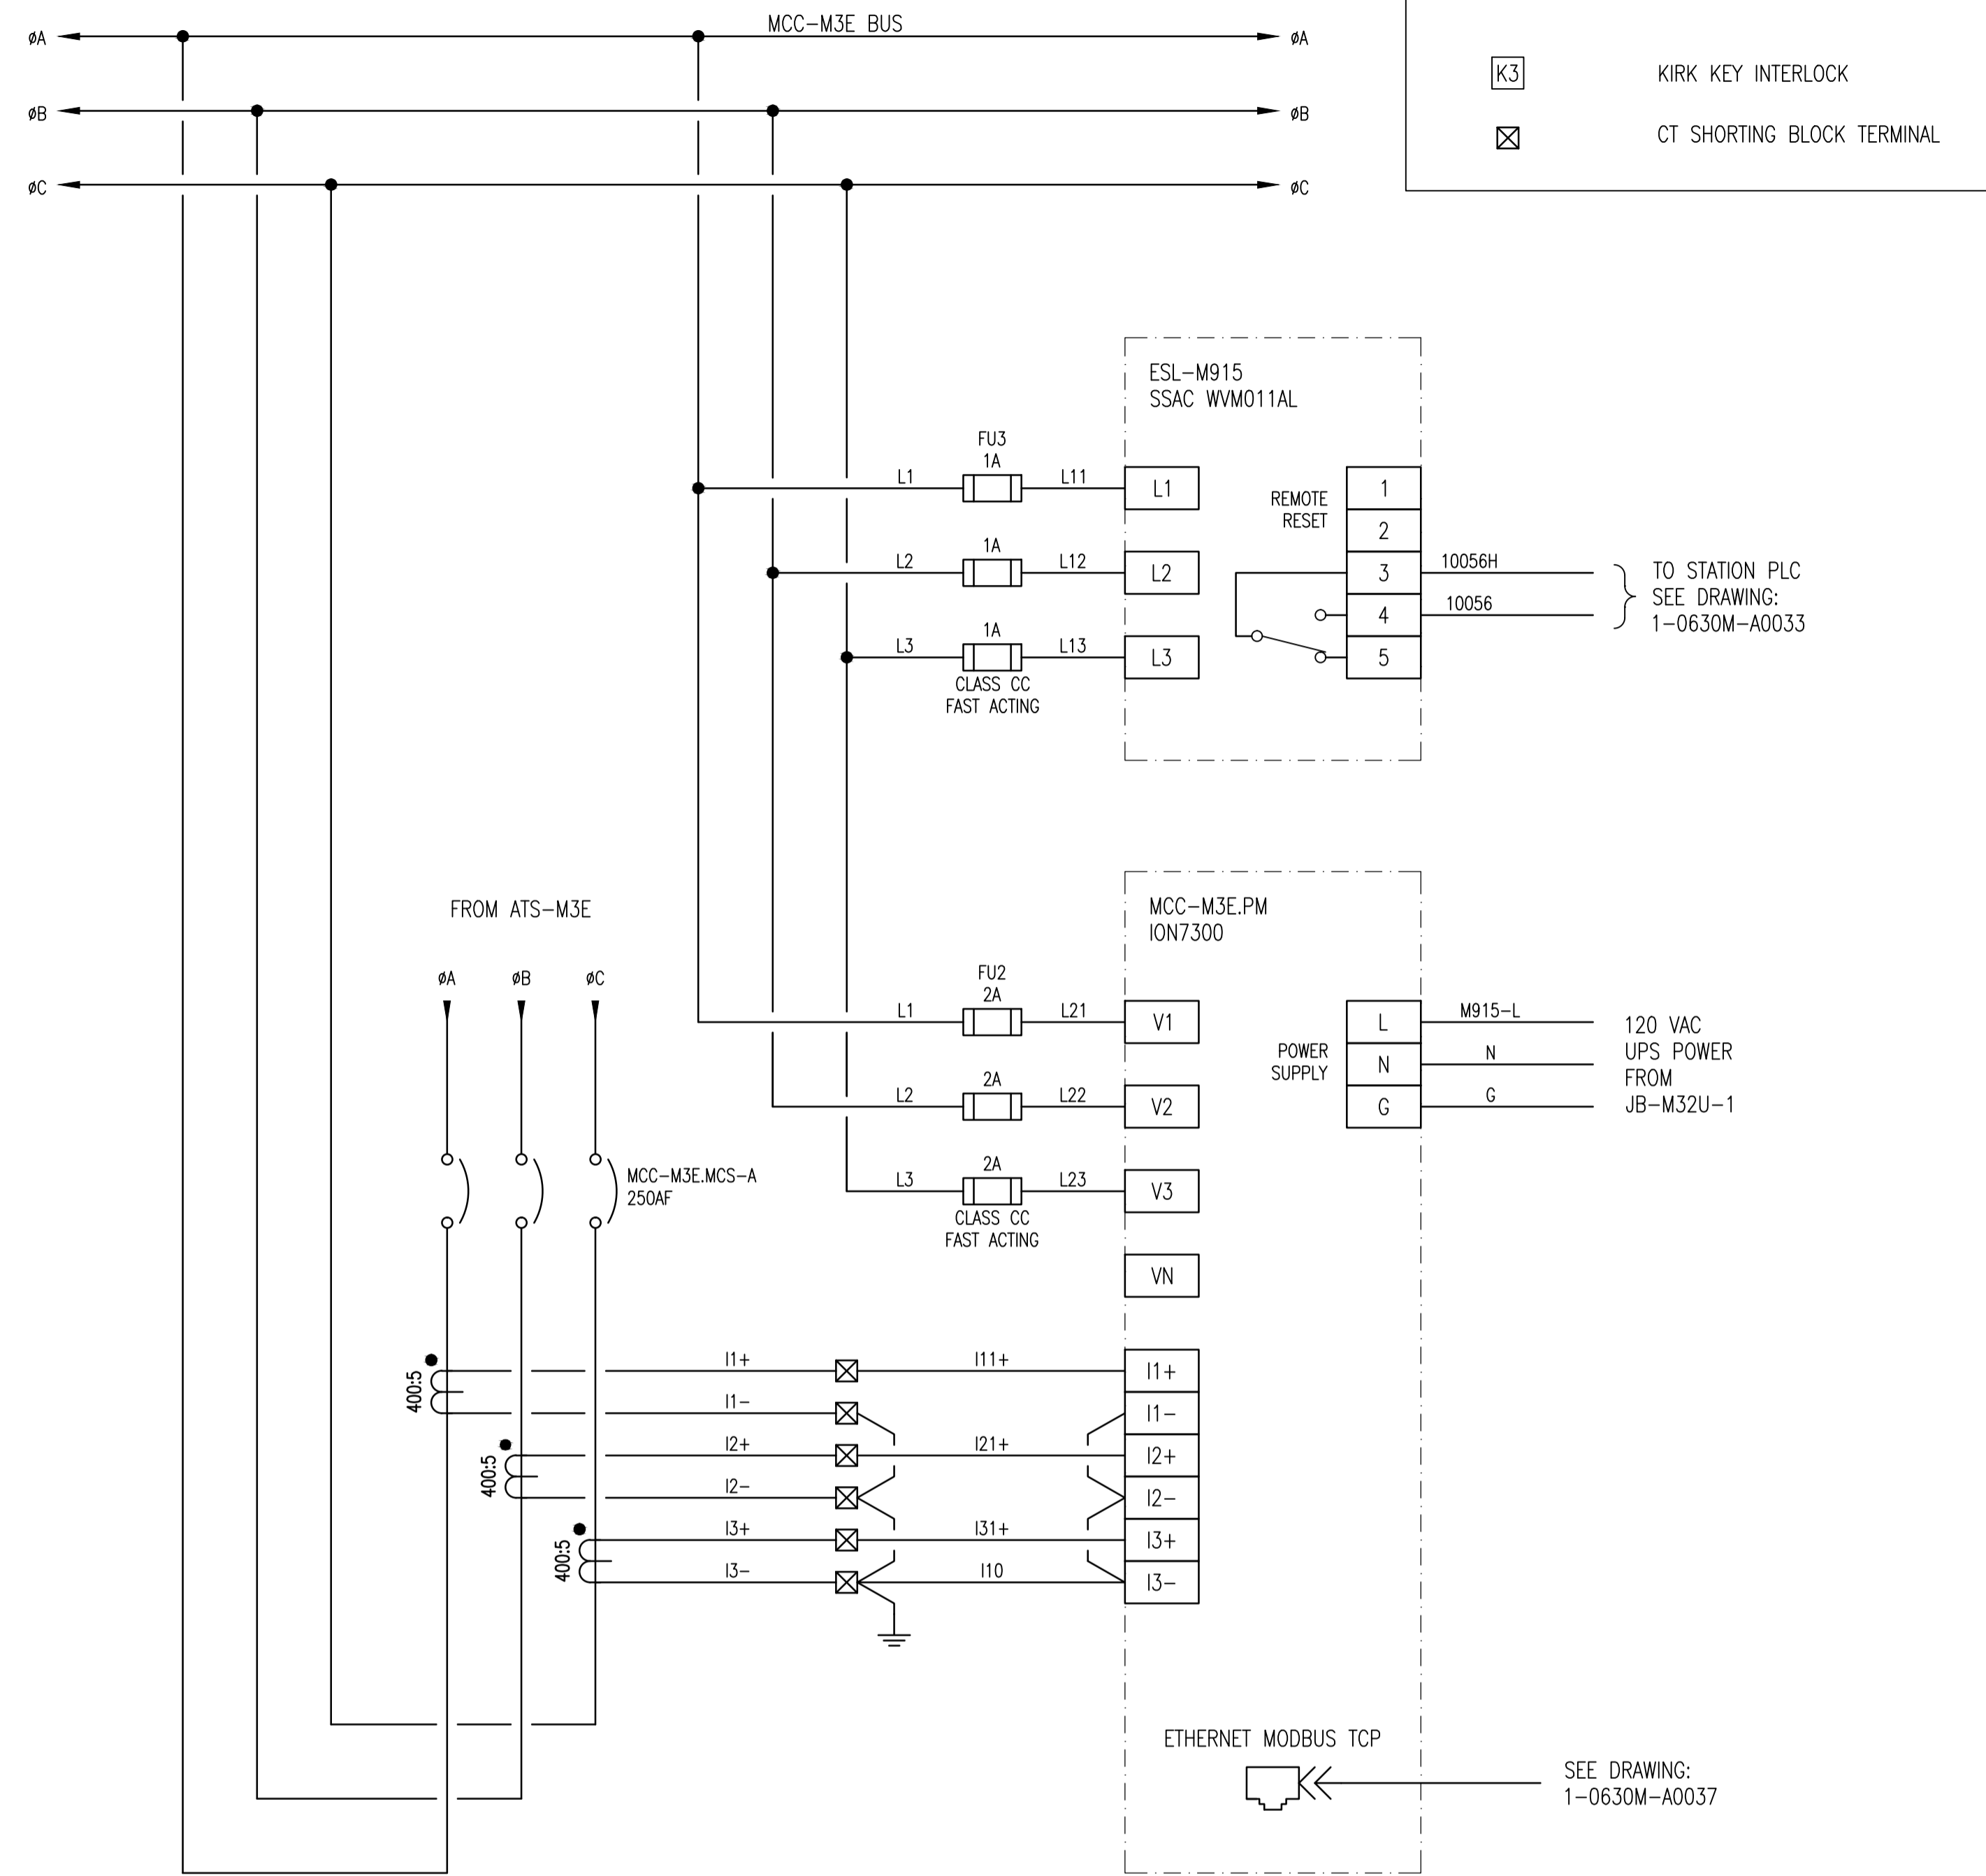 MCC-M3E BUS
øA
øA
øB
øB
øC
øC
K3
KIRK KEY INTERLOCK
CT SHORTING BLOCK TERMINAL
ESL-M915
SSAC WVM011AL
FU3
1A
L1
L11
L1
1A
L2
L12
L2
1A
L3
L13
L3
CLASS CC
FAST ACTING
REMOTE
RESET
1
2
3
4
5
10056H
10056
TO STATION PLC
SEE DRAWING:
1-0630M-A0033
FROM ATS-M3E
øA
øB
øC
MCC-M3E.MCS-A
250AF
MCC-M3E.PM
ION7300
FU2
2A
L1
L21
V1
2A
L2
L22
V2
2A
L3
L23
V3
CLASS CC
FAST ACTING
VN
POWER
SUPPLY
L
N
G
M915-L
N
G
120 VAC
UPS POWER
FROM
JB-M32U-1
400:5
400:5
400:5
I1+
I11+
I1+
I1-
I1-
I2+
I21+
I2+
I2-
I2-
I3+
I31+
I3+
I3-
I10
I3-
ETHERNET MODBUS TCP
SEE DRAWING:
1-0630M-A0037